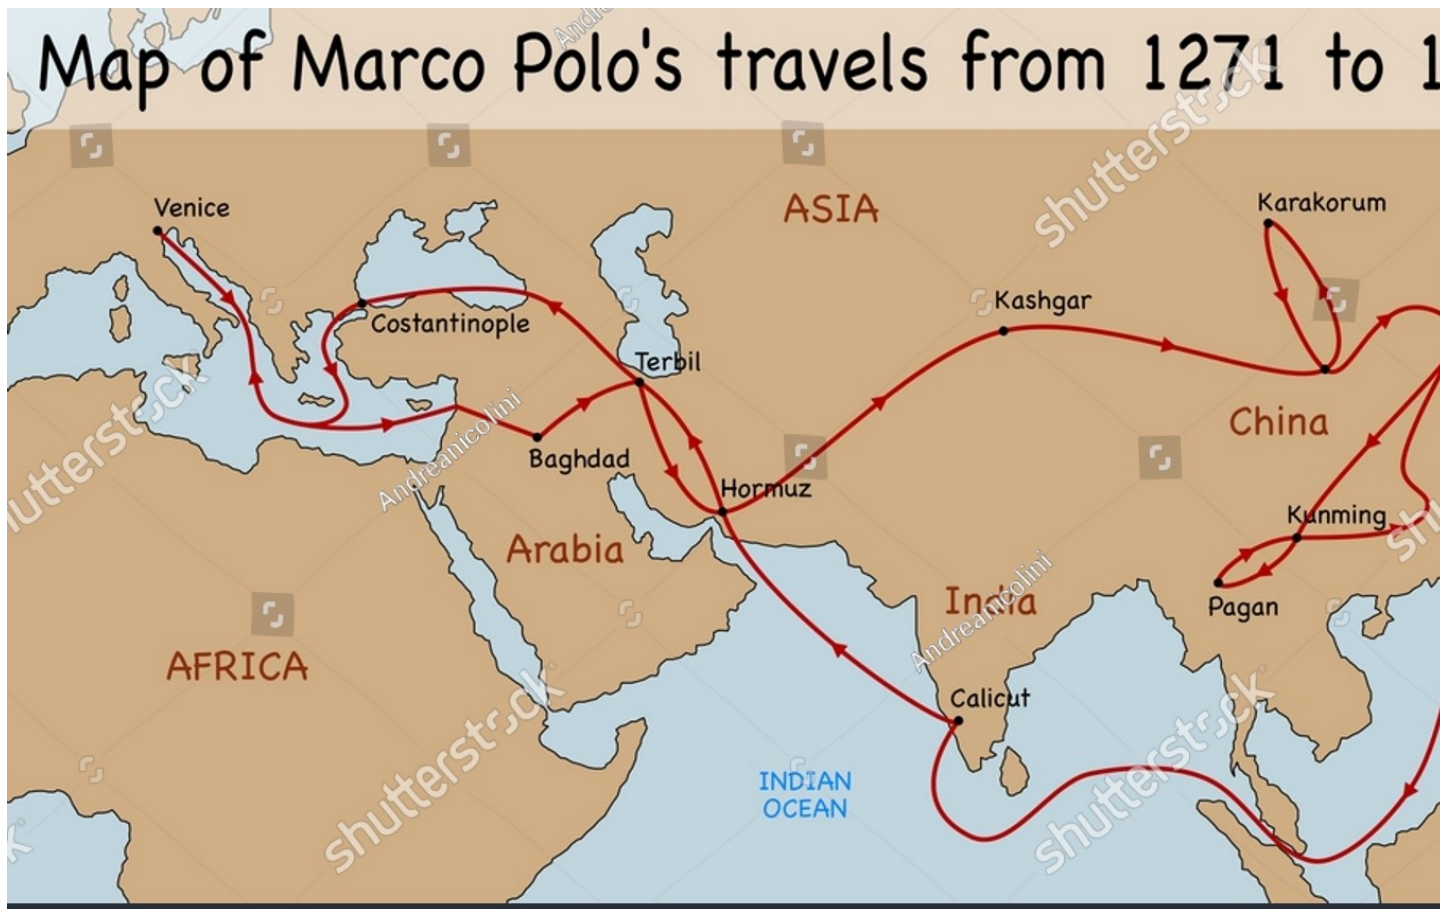 Map of Marco Polo's travels from 1271 to 1
Venice
ASIA
Karakorum
Kashgar
Costantinople
Terbil
China
Baghdad
Hormuz
Kunming
Arabia
India
Pagan
AFRICA
Calicut
INDIAN
OCEAN
shutterstock
shutterstock
shutterstock
shutterstock
Andreanicolini
Andreanicolini